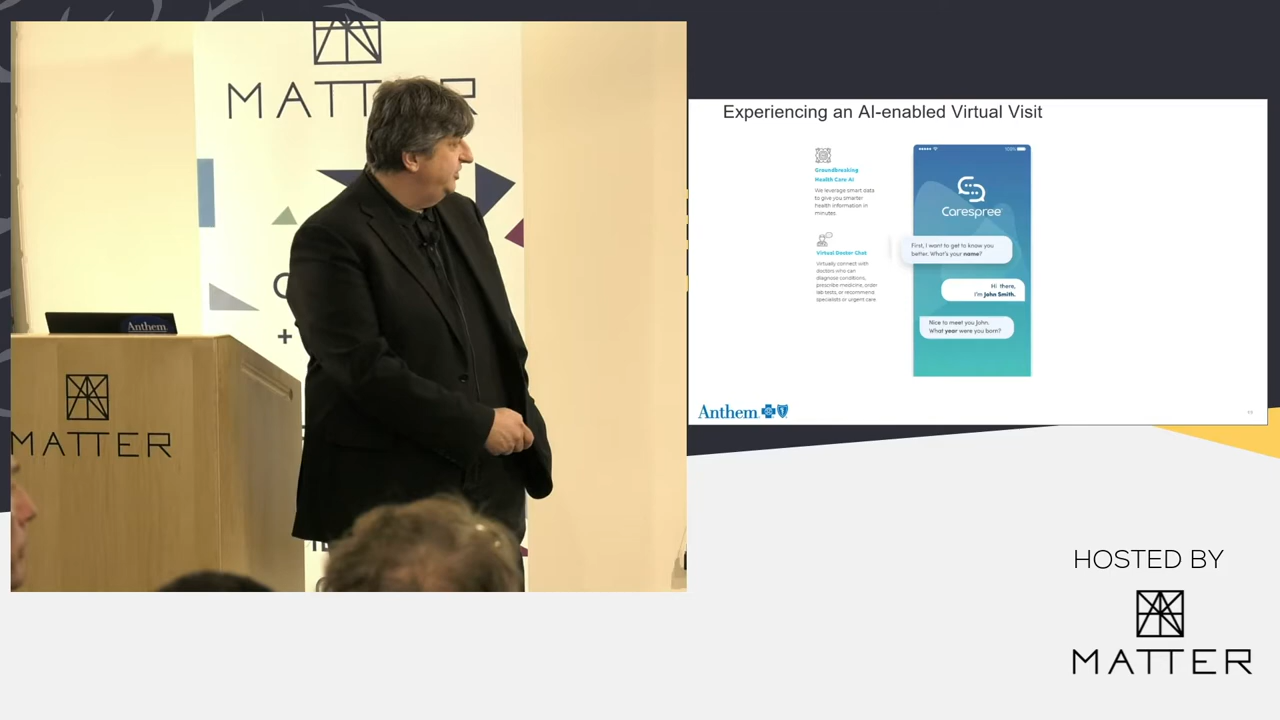 MATTER
Anthem
MATTER
Experiencing an AI-enabled Virtual Visit
Groundbreaking
Health Care AI
We leverage smart data
to give you smarter
health information in
minutes.
Virtual Doctor Chat
Virtually connect with
doctors who can
diagnose conditions,
prescribe medicine, order
lab tests, or recommend
specialists or urgent care.
100%
Carespree
First, I want to get to know you
better. What's your name?
Hi there,
I'm John Smith.
Nice to meet you John.
What year were you born?
Anthem
HOSTED BY
MATTER